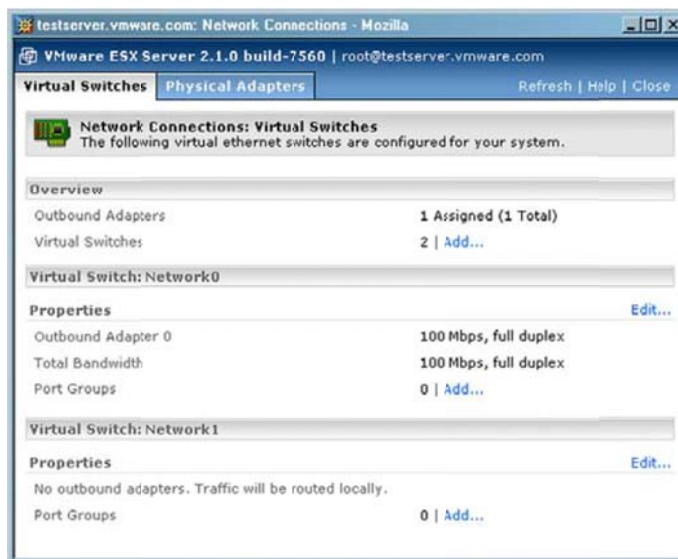 testserver.vmware.com: Network Connections - Mozilla
VMware ESX Server 2.1.0 build-7560 | root@testserver.vmware.com
Virtual Switches Physical Adapters Refresh | Help | Close
Network Connections: Virtual Switches
The following virtual ethernet switches are configured for your system.
Overview
Outbound Adapters 1 Assigned (1 Total)
Virtual Switches 2 | Add...
Virtual Switch: Network0
Properties Edit...
Outbound Adapter 0 100 Mbps, full duplex
Total Bandwidth 100 Mbps, full duplex
Port Groups 0 | Add...
Virtual Switch: Network1
Properties Edit...
No outbound adapters. Traffic will be routed locally.
Port Groups 0 | Add...